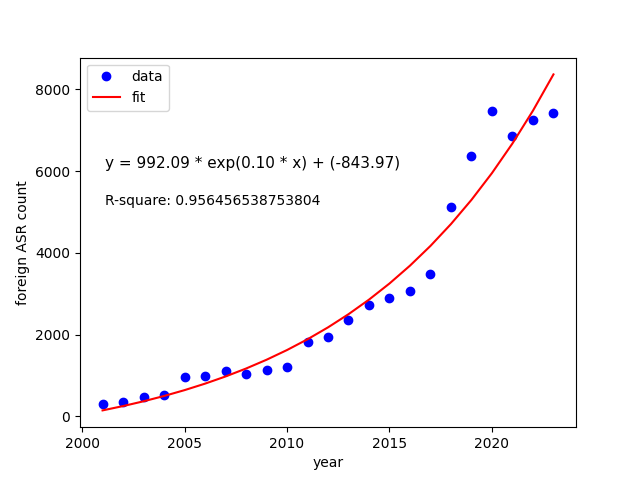 data
fit
y = 992.09 * exp(0.10 * x) + (-843.97)
R-square: 0.956456538753804
foreign ASR count
8000
6000
4000
2000
0
2000
2005
2010
2015
2020
year